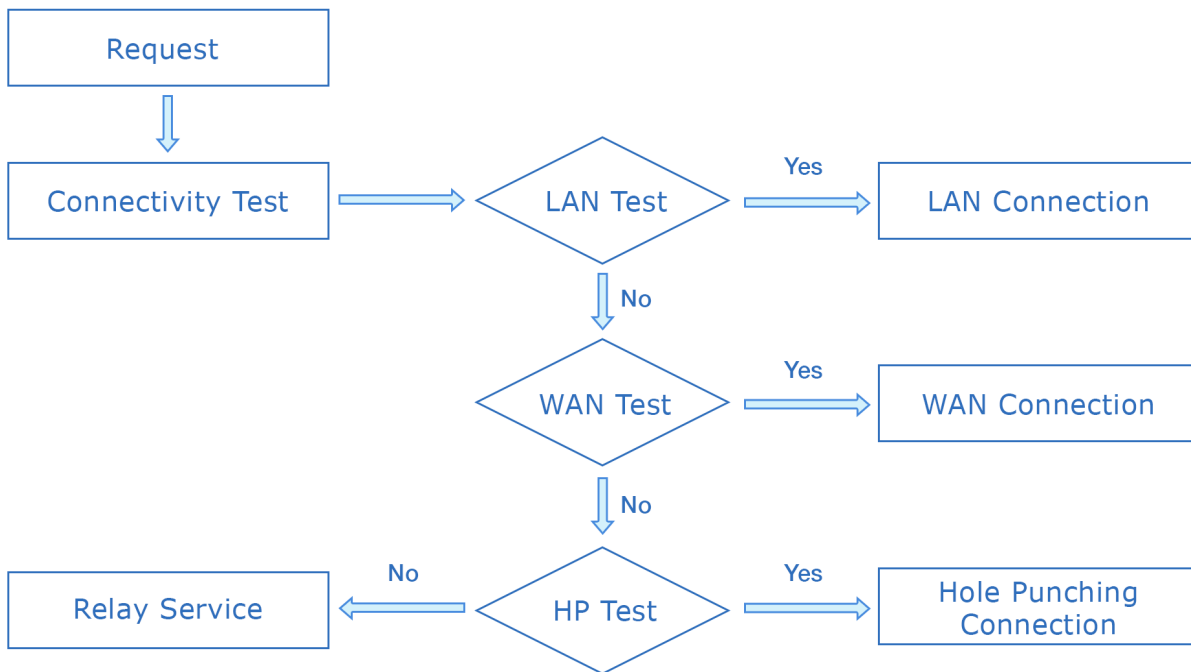 Request
Connectivity Test
LAN Test
Yes
LAN Connection
No
WAN Test
Yes
WAN Connection
No
Relay Service
No
HP Test
Yes
Hole Punching
Connection